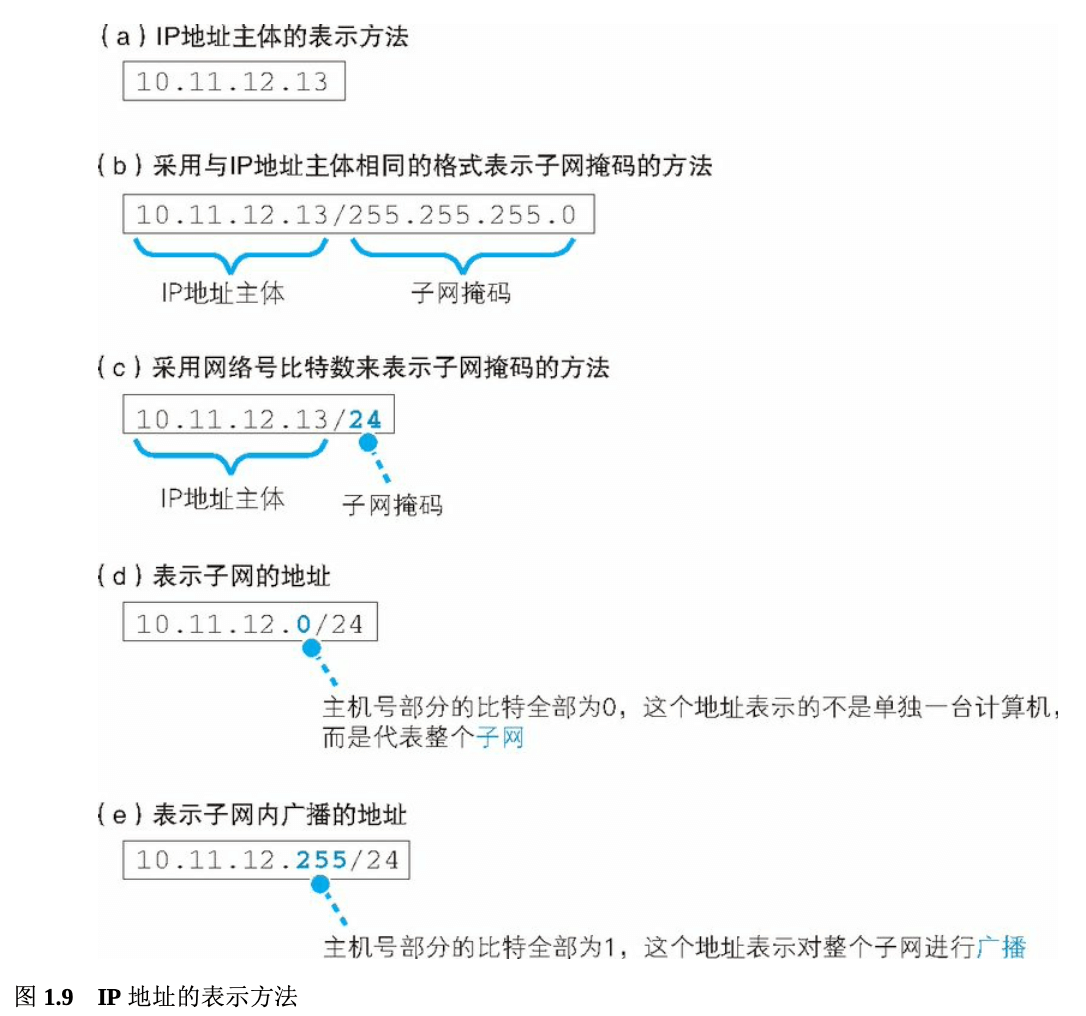 (a) IP地址主体的表示方法
10.11.12.13
(b) 采用与IP地址主体相同的格式表示子网掩码的方法
10.11.12.13/255.255.255.0
IP地址主体 子网掩码
(c) 采用网络号比特数来表示子网掩码的方法
10.11.12.13/24
IP地址主体 子网掩码
(d) 表示子网的地址
10.11.12.0/24
主机号部分的比特全部为0，这个地址表示的不是单独一台计算机，
而是代表整个子网
(e) 表示子网内广播的地址
10.11.12.255/24
主机号部分的比特全部为1，这个地址表示对整个子网进行广播
图 1.9 IP 地址的表示方法